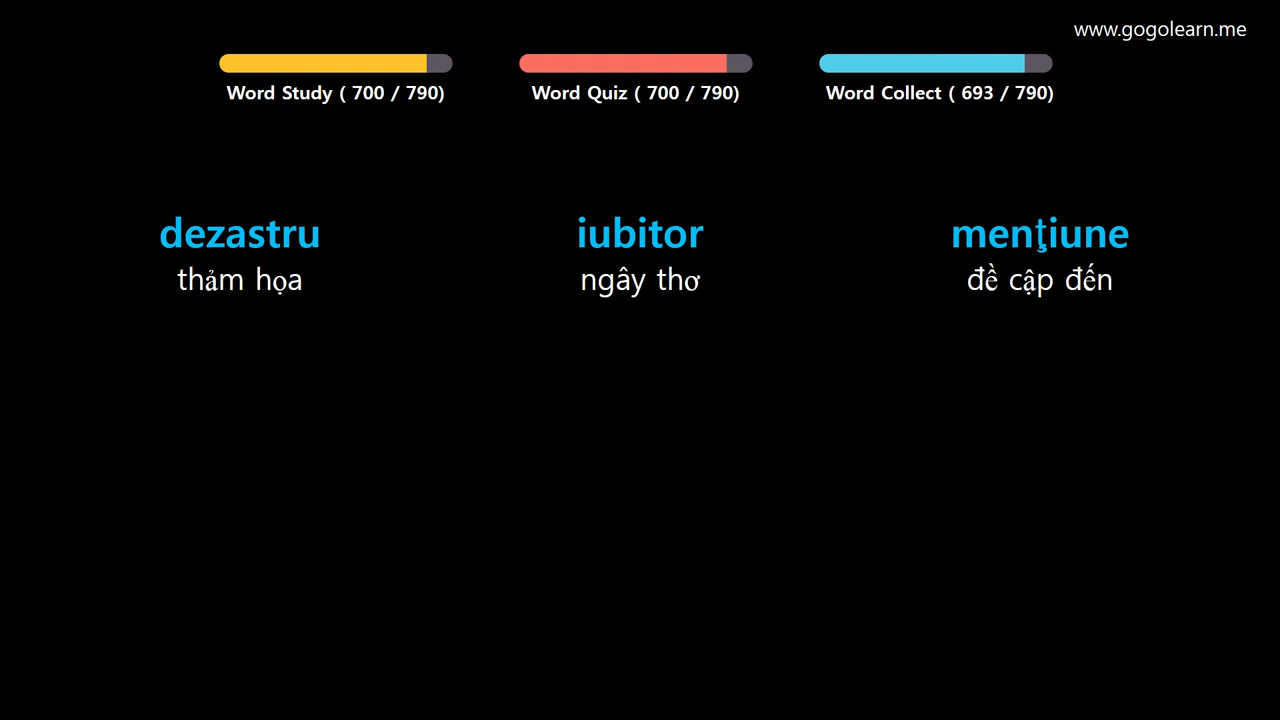 www.gogolearn.me
Word Study ( 700 / 790)
Word Quiz ( 700 / 790)
Word Collect ( 693 / 790)
dezastru
thảm họa
iubitor
ngây thơ
menţiune
đề cập đến